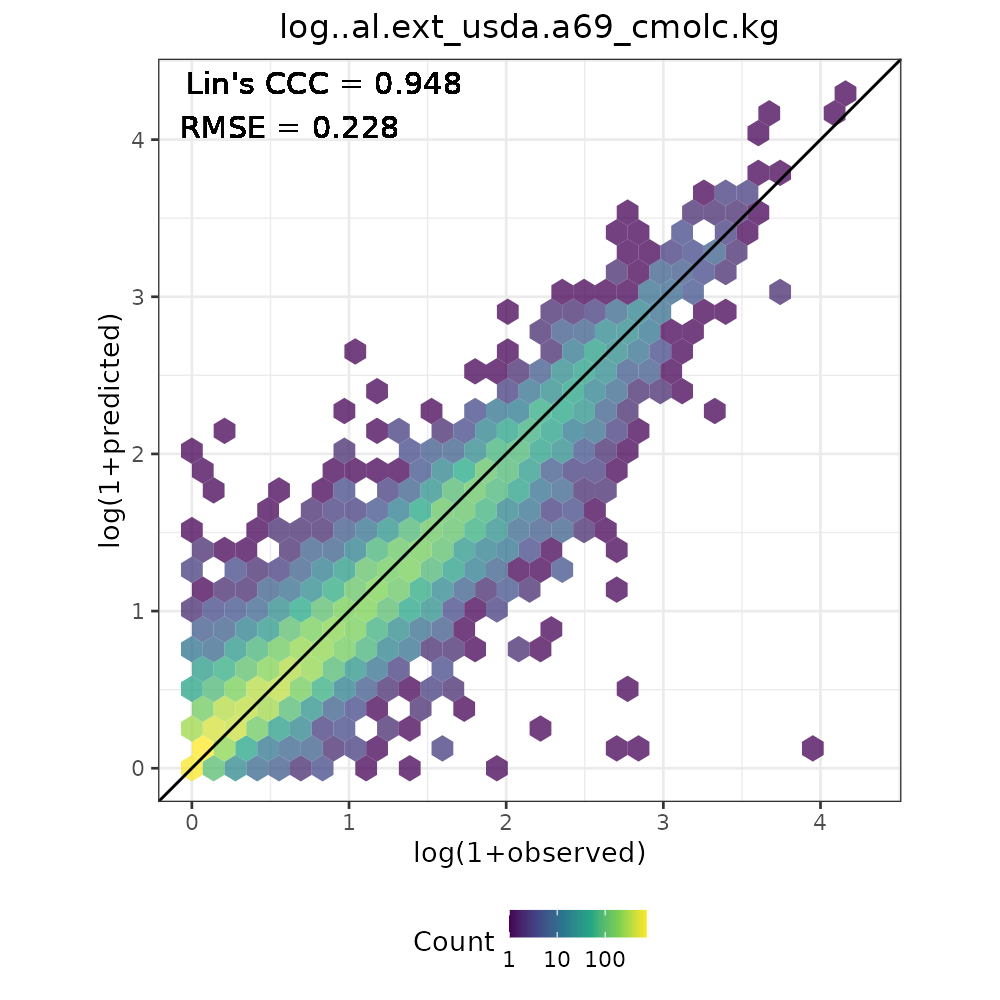 log..al.ext_usda.a69_cmolc.kg
Lin's CCC = 0.948
RMSE = 0.228
log(1+predicted)
4
3
2
1
0
0 1 2 3 4
log(1+observed)
Count
1 10 100